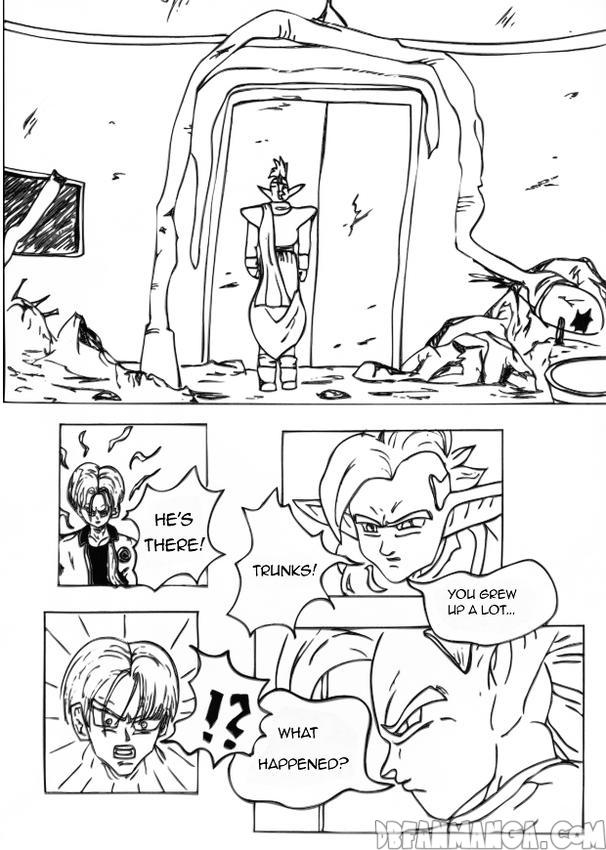 HE'S
THERE!
TRUNKS!
YOU GREW
UP A LOT...
!?
WHAT
HAPPENED?
DBFANMANGA.COM